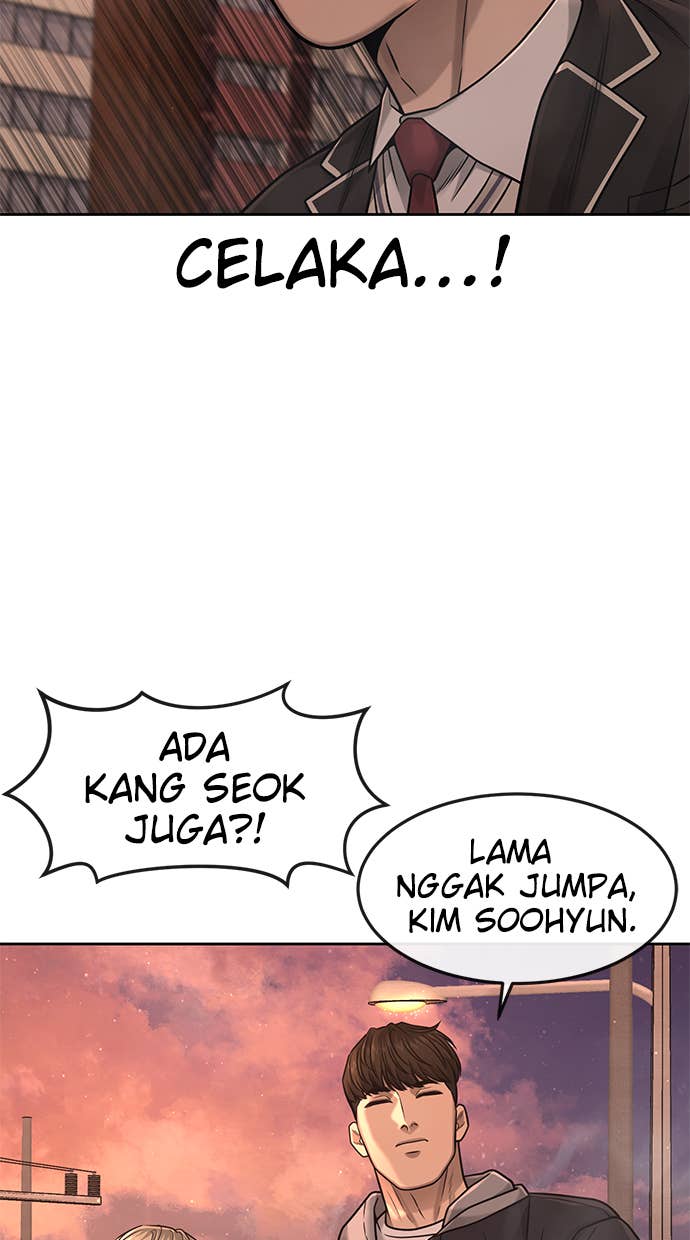 CELAKA...!
ADA
KANG SEOK
JUGA?!
LAMA
NGGAK JUMPA,
KIM SOOHYUN.